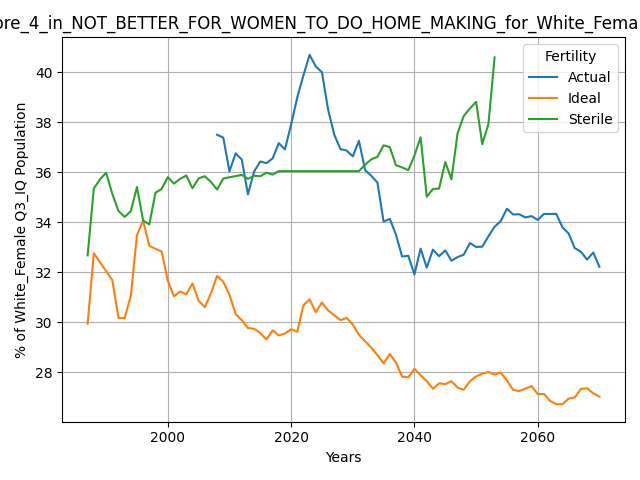 ore_4_in_NOT_BETTER_FOR_WOMEN_TO_DO_HOME_MAKING_for_White_Fema
Fertility
Actual
Ideal
Sterile
% of White_Female Q3_IQ Population
40
38
36
34
32
30
28
2000
2020
2040
2060
Years